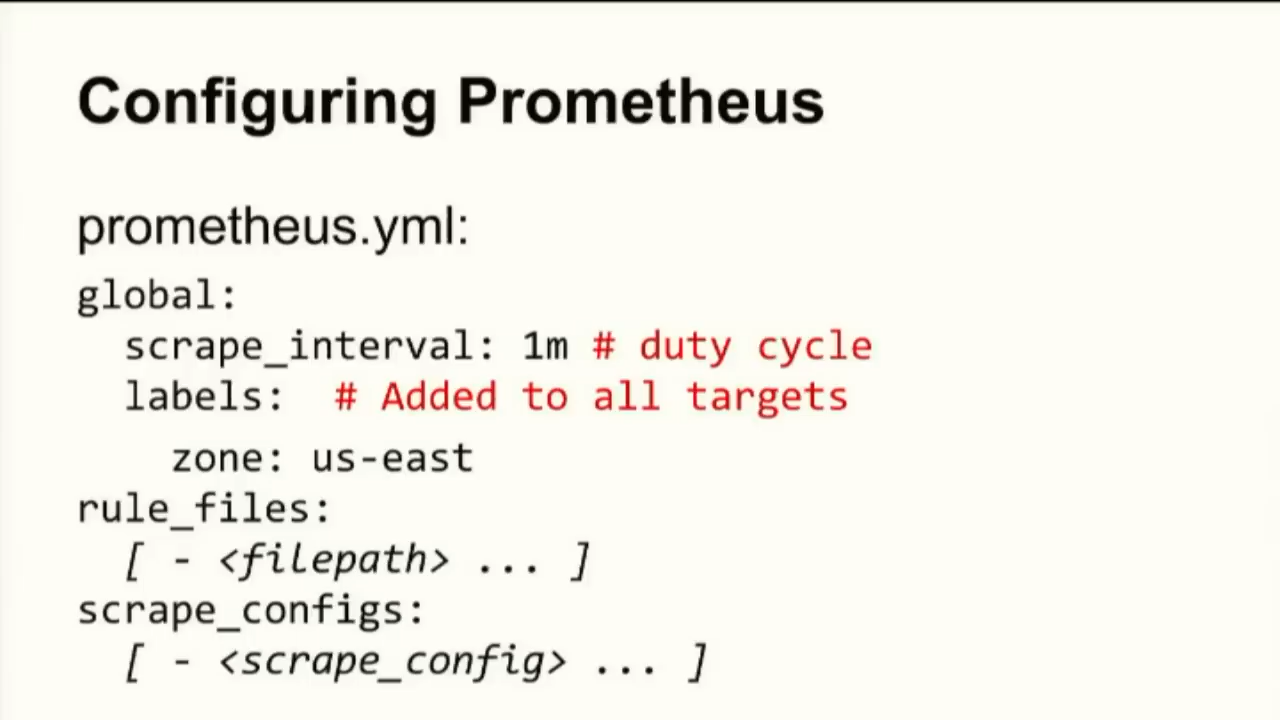 Configuring Prometheus
prometheus.yml:
global:
  scrape_interval: 1m # duty cycle
  labels:  # Added to all targets
    zone: us-east
rule_files:
  [ - <filepath> ... ]
scrape_configs:
  [ - <scrape_config> ... ]